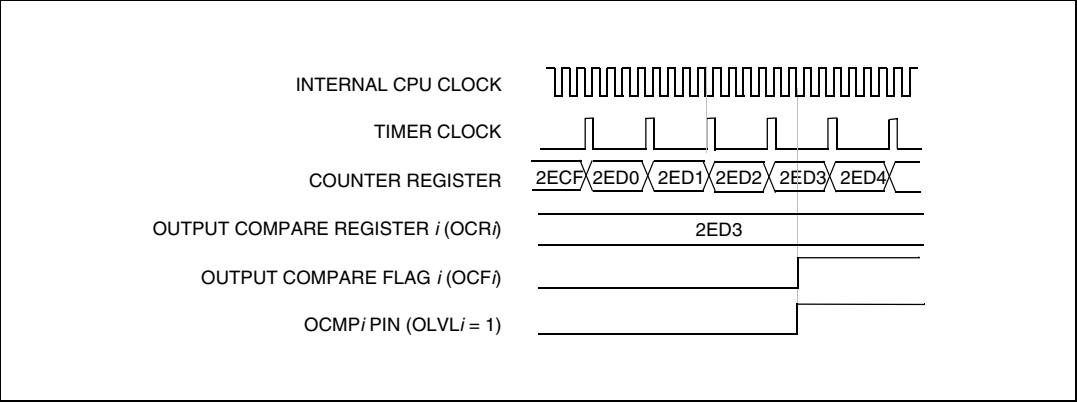 INTERNAL CPU CLOCK
TIMER CLOCK
COUNTER REGISTER 2ECF 2ED0 2ED1 2ED2 2ED3 2ED4
OUTPUT COMPARE REGISTER i (OCRi) 2ED3
OUTPUT COMPARE FLAG i (OCFi)
OCMPi PIN (OLVLi = 1)